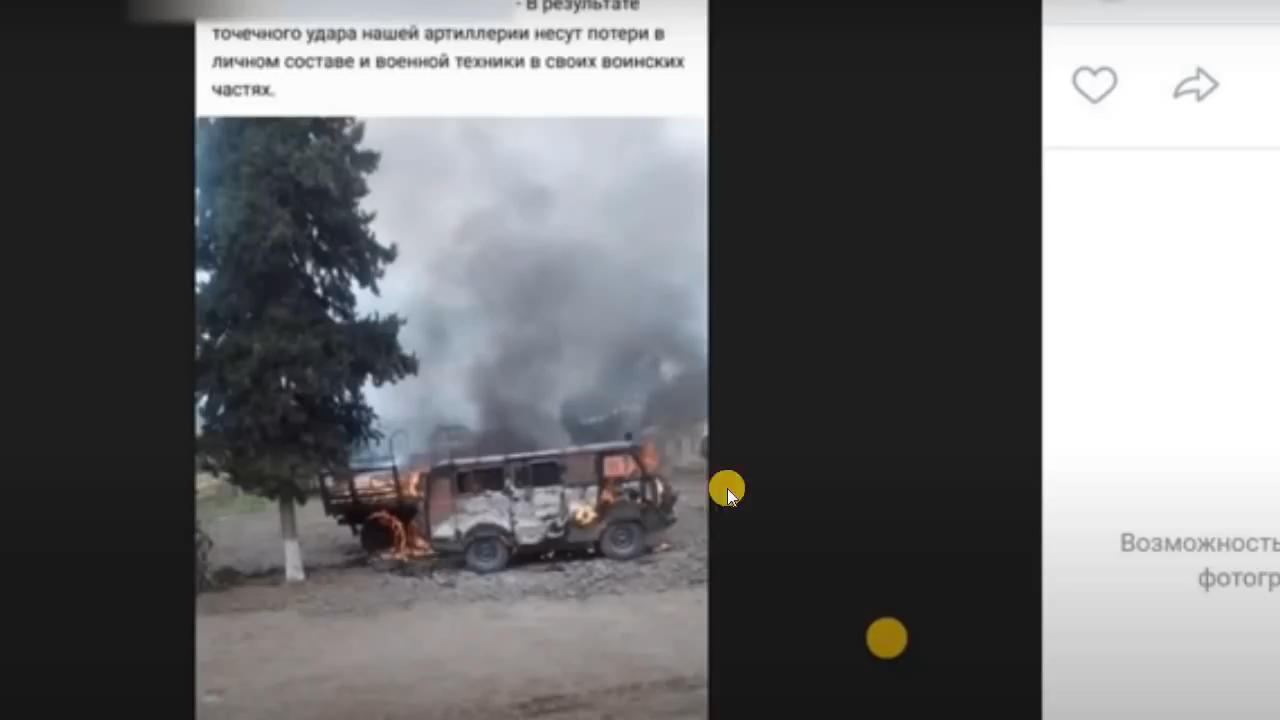 - В результате
точечного удара нашей артиллерии несут потери в
личном составе и военной техники в своих воинских
частях.
Возможность
фотогр